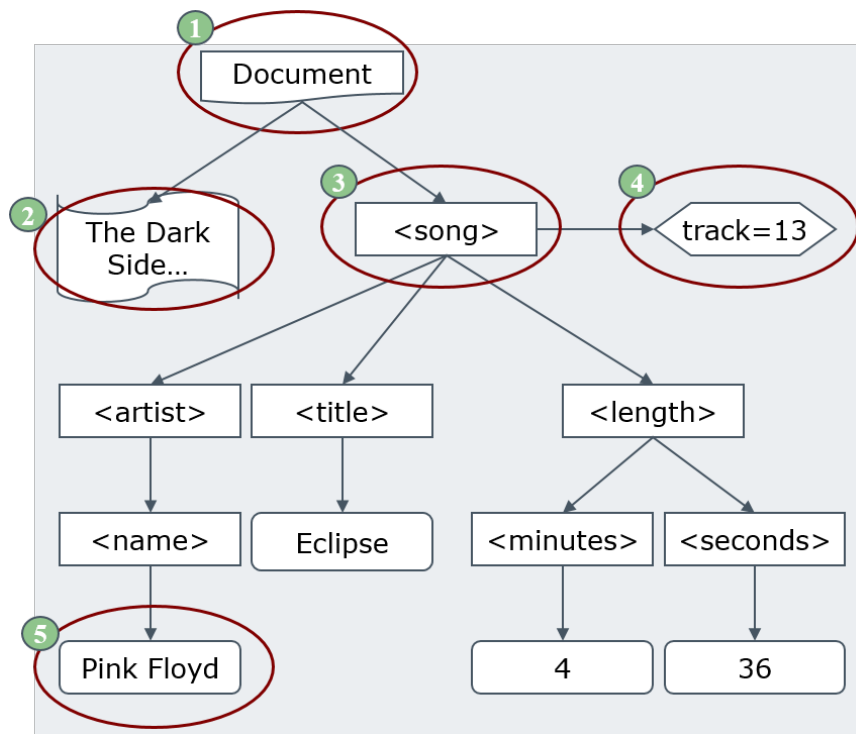 1
Document
2
The Dark
Side...
3
<song>
4
track=13
<artist>
<title>
<length>
<name>
Eclipse
<minutes>
<seconds>
5
Pink Floyd
4
36